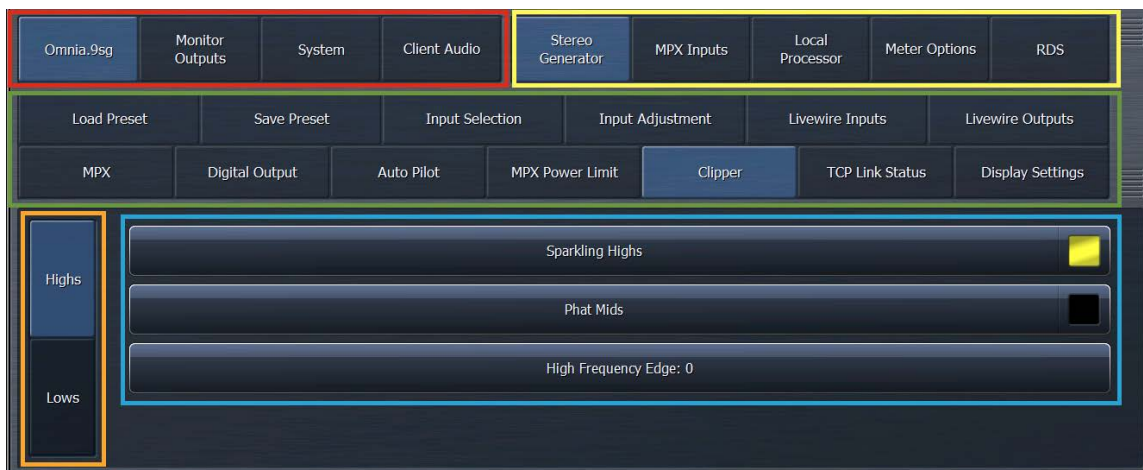 Omnia.9sg
Monitor
Outputs
System
Client Audio
Stereo
Generator
MPX Inputs
Local
Processor
Meter Options
RDS
Load Preset
Save Preset
Input Selection
Input Adjustment
Livewire Inputs
Livewire Outputs
MPX
Digital Output
Auto Pilot
MPX Power Limit
Clipper
TCP Link Status
Display Settings
Highs
Lows
Sparkling Highs
Phat Mids
High Frequency Edge: 0